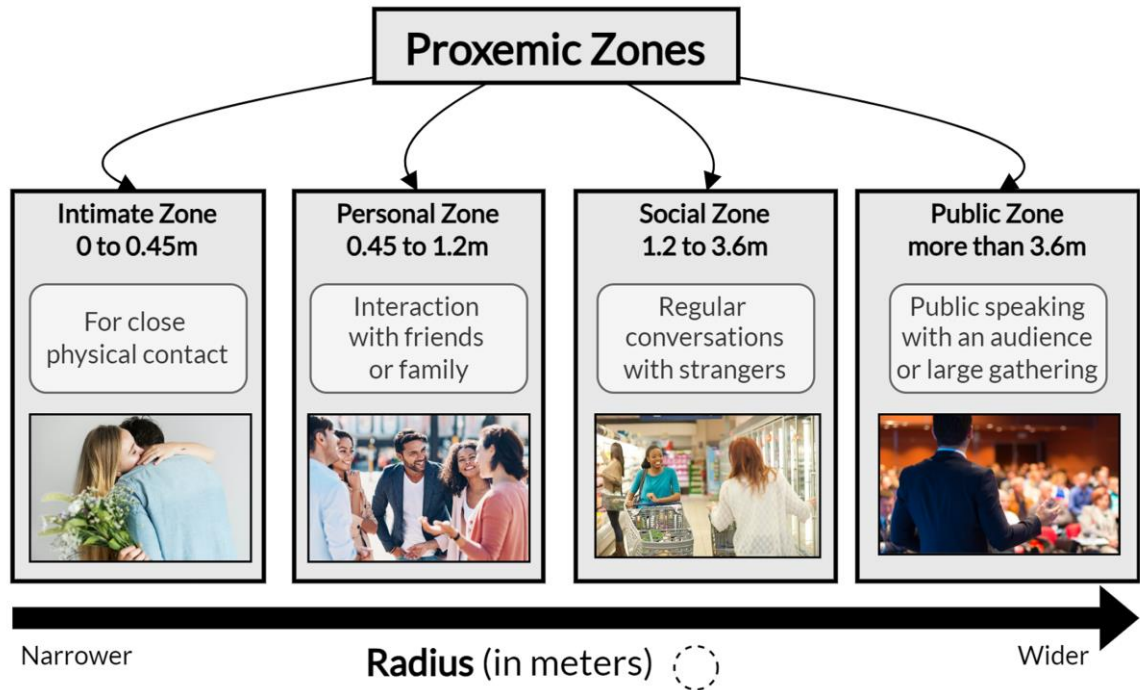 Proxemic Zones
Intimate Zone
0 to 0.45m
For close
physical contact
Personal Zone
0.45 to 1.2m
Interaction
with friends
or family
Social Zone
1.2 to 3.6m
Regular
conversations
with strangers
Public Zone
more than 3.6m
Public speaking
with an audience
or large gathering
Narrower
Radius (in meters)
Wider